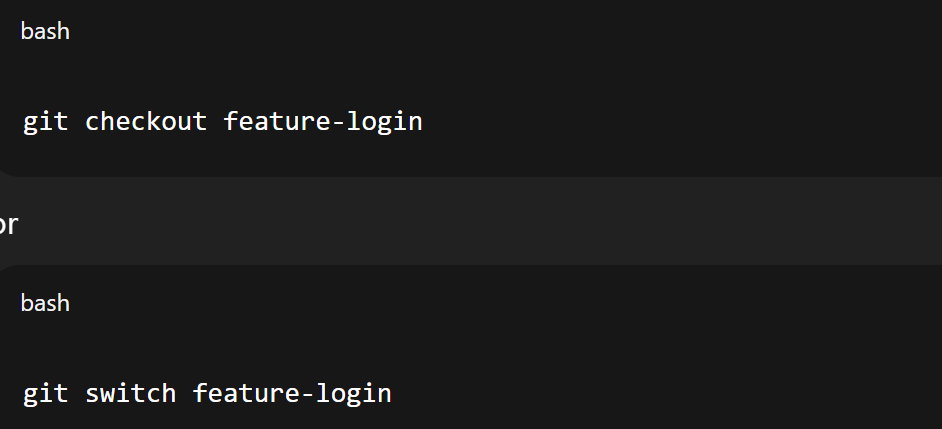 bash
git checkout feature-login
or
bash
git switch feature-login